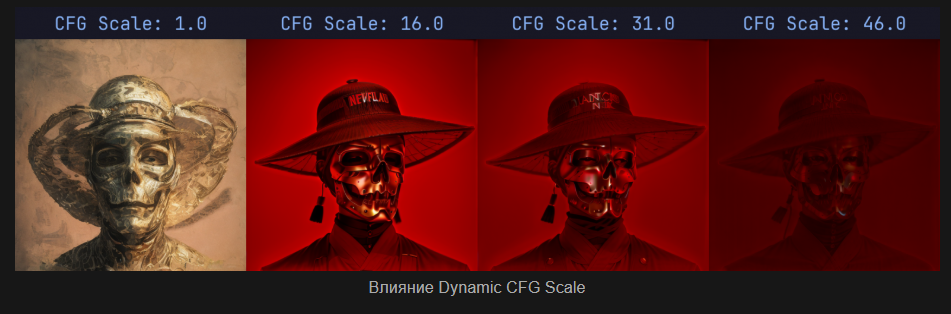 CFG Scale: 1.0 CFG Scale: 16.0 CFG Scale: 31.0 CFG Scale: 46.0
Влияние Dynamic CFG Scale